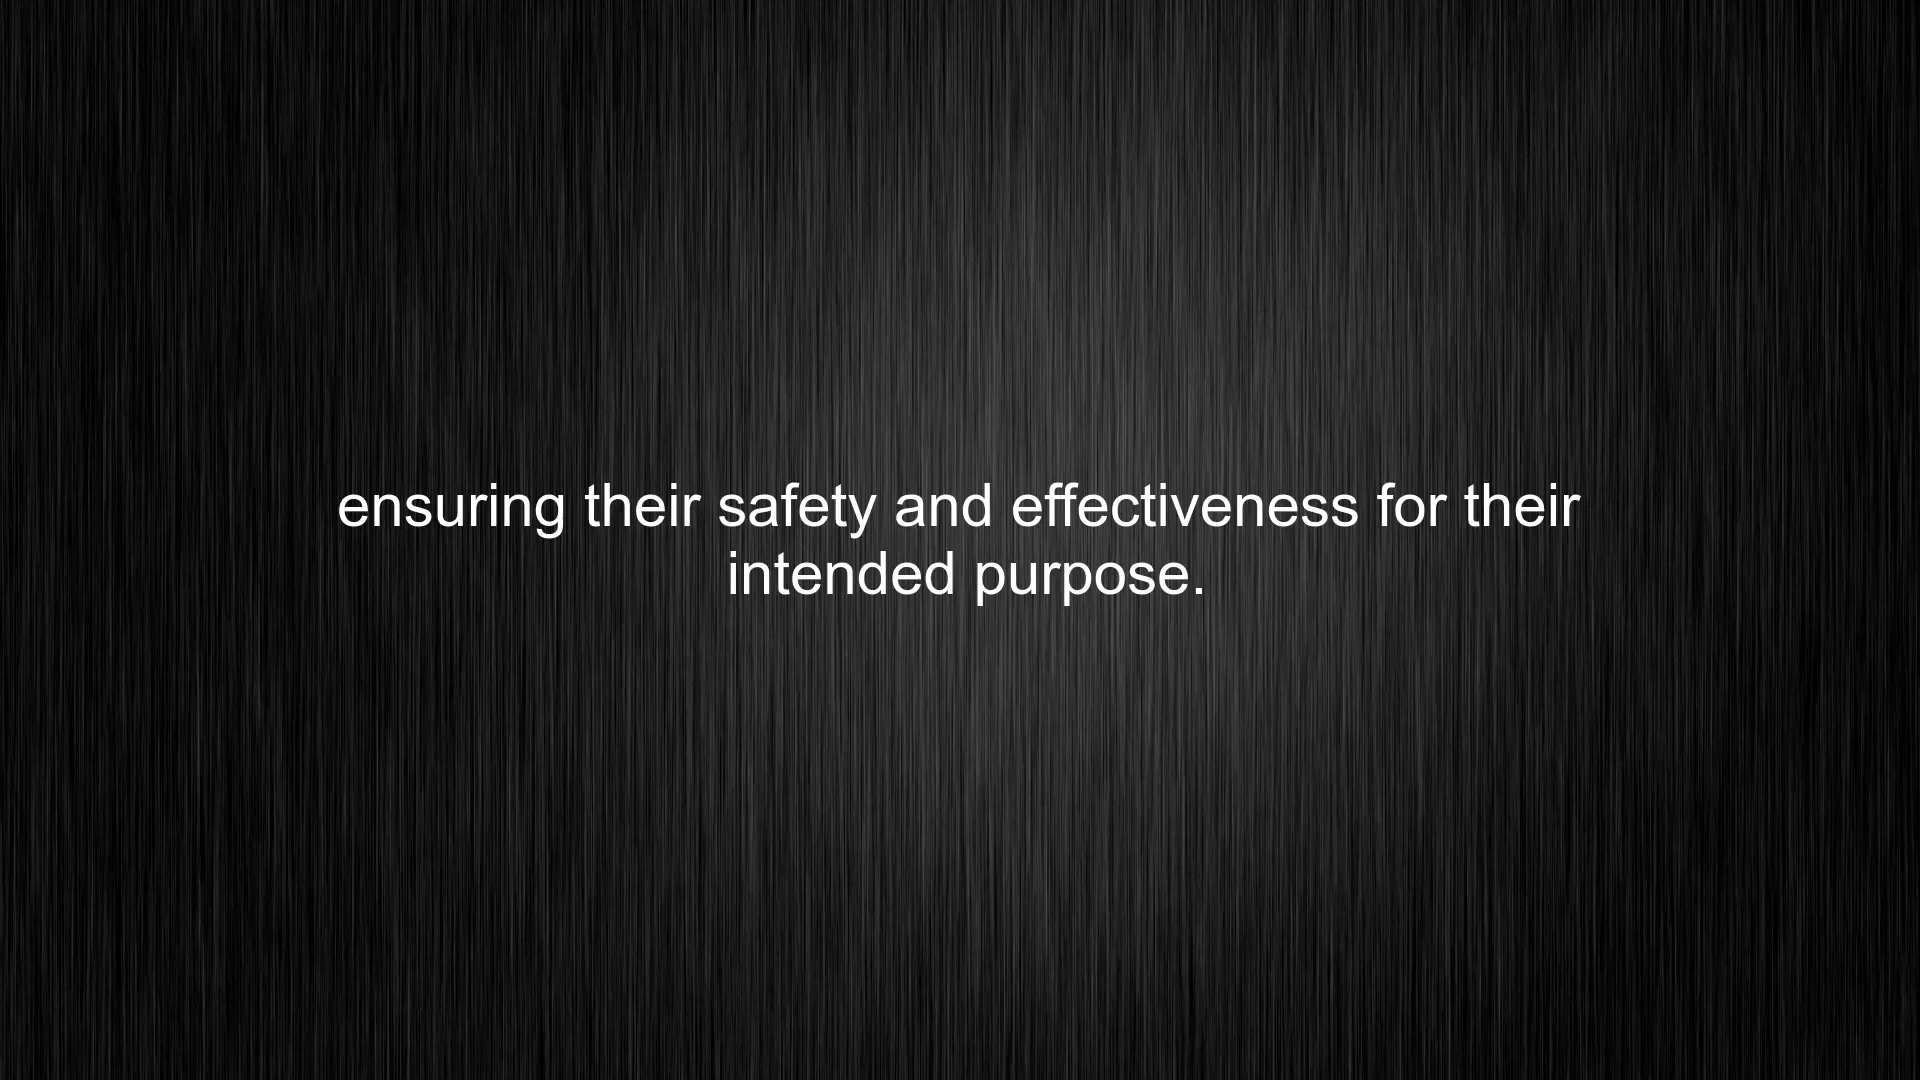 ensuring their safety and effectiveness for their
intended purpose.